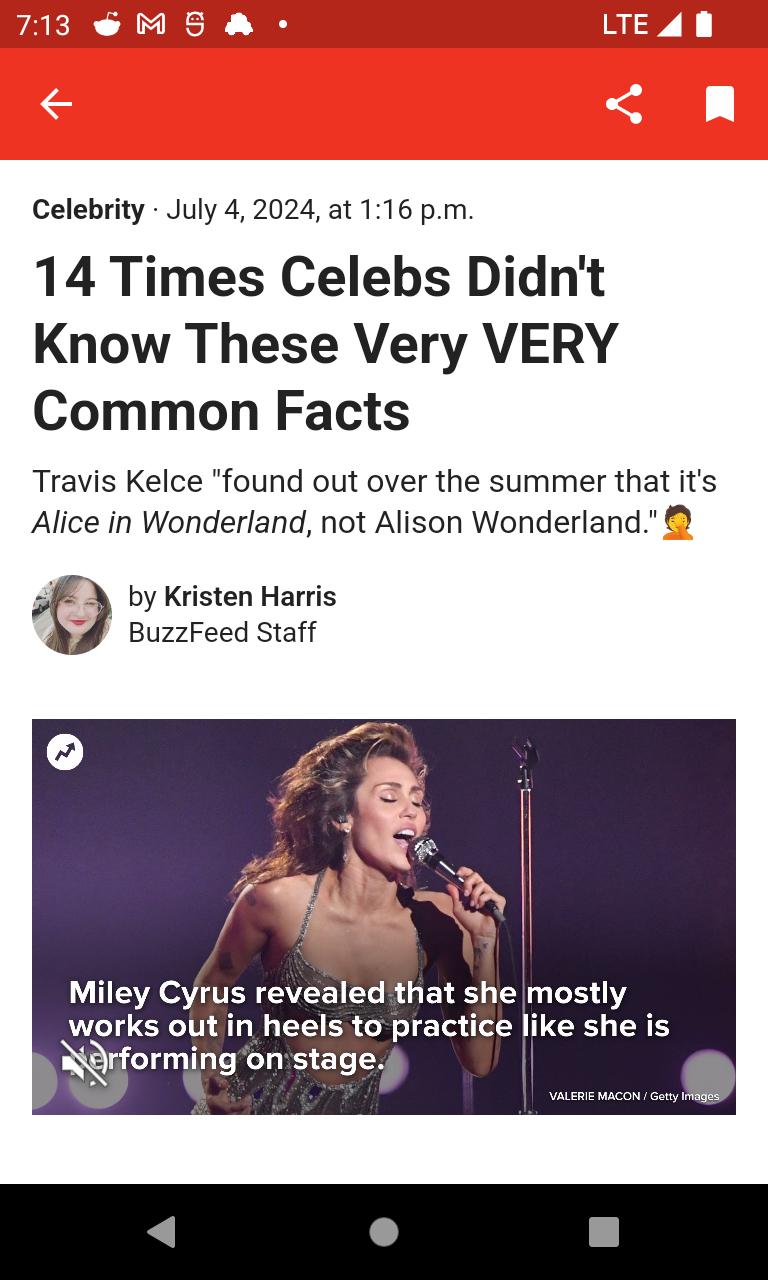 7:13
LTE
Celebrity · July 4, 2024, at 1:16 p.m.
14 Times Celebs Didn't
Know These Very VERY
Common Facts
Travis Kelce "found out over the summer that it's
Alice in Wonderland, not Alison Wonderland."🤦
by Kristen Harris
BuzzFeed Staff
Miley Cyrus revealed that she mostly
works out in heels to practice like she is
performing on stage.
VALERIE MACON / Getty Images